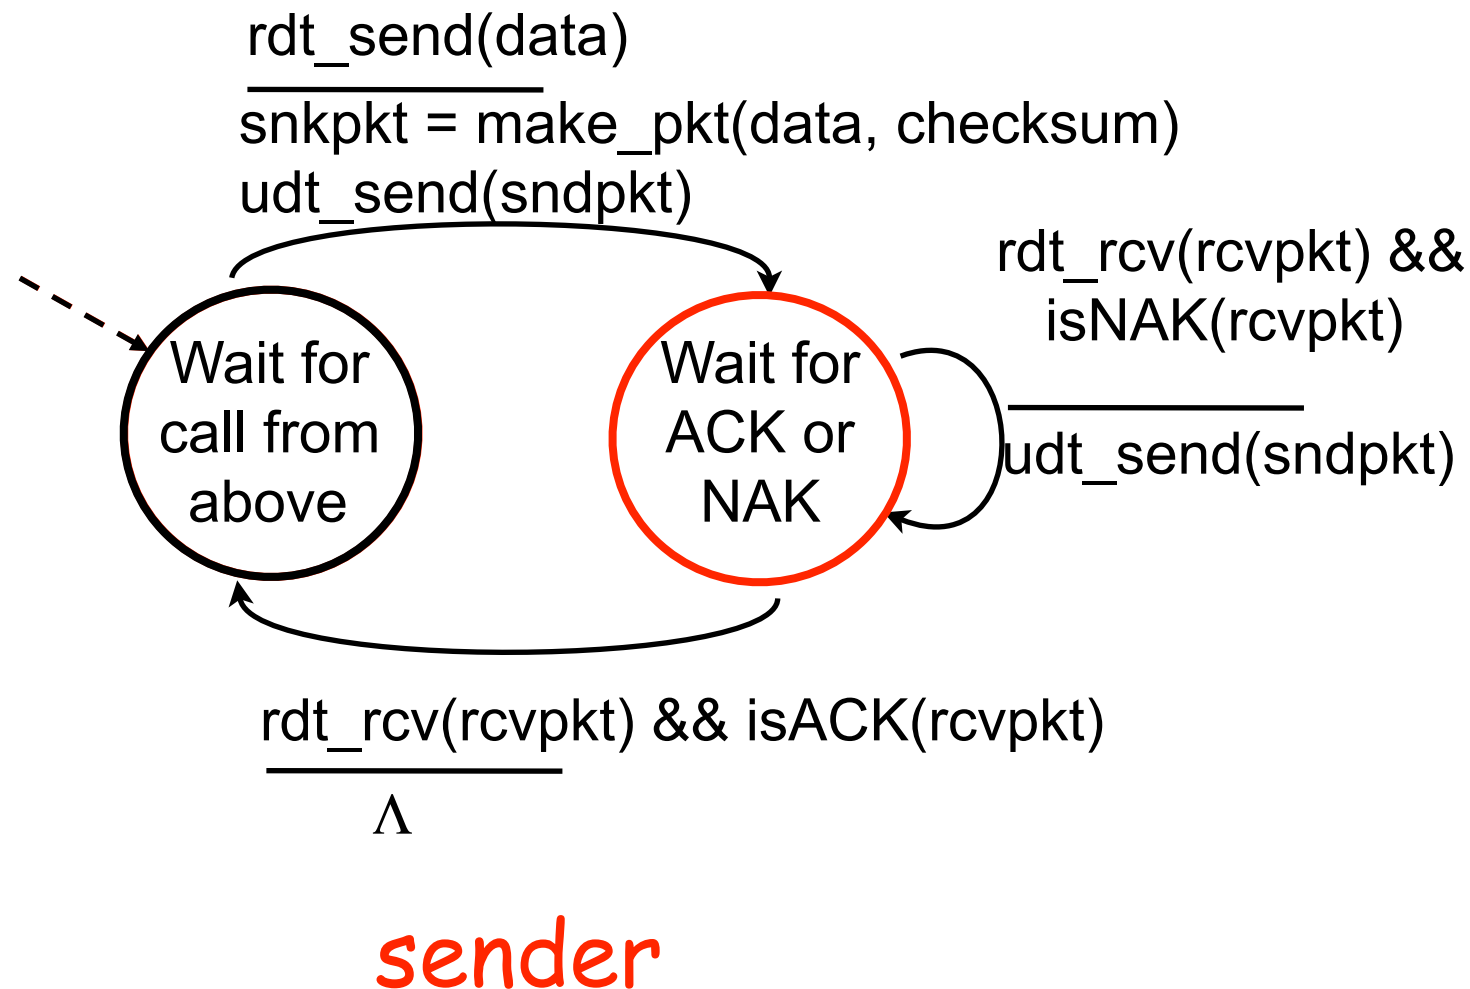 rdt_send(data)
snkpkt = make_pkt(data, checksum)
udt_send(sndpkt)
rdt_rcv(rcvpkt) &&
isNAK(rcvpkt)
udt_send(sndpkt)
Wait for
call from
above
Wait for
ACK or
NAK
rdt_rcv(rcvpkt) && isACK(rcvpkt)
Λ
sender